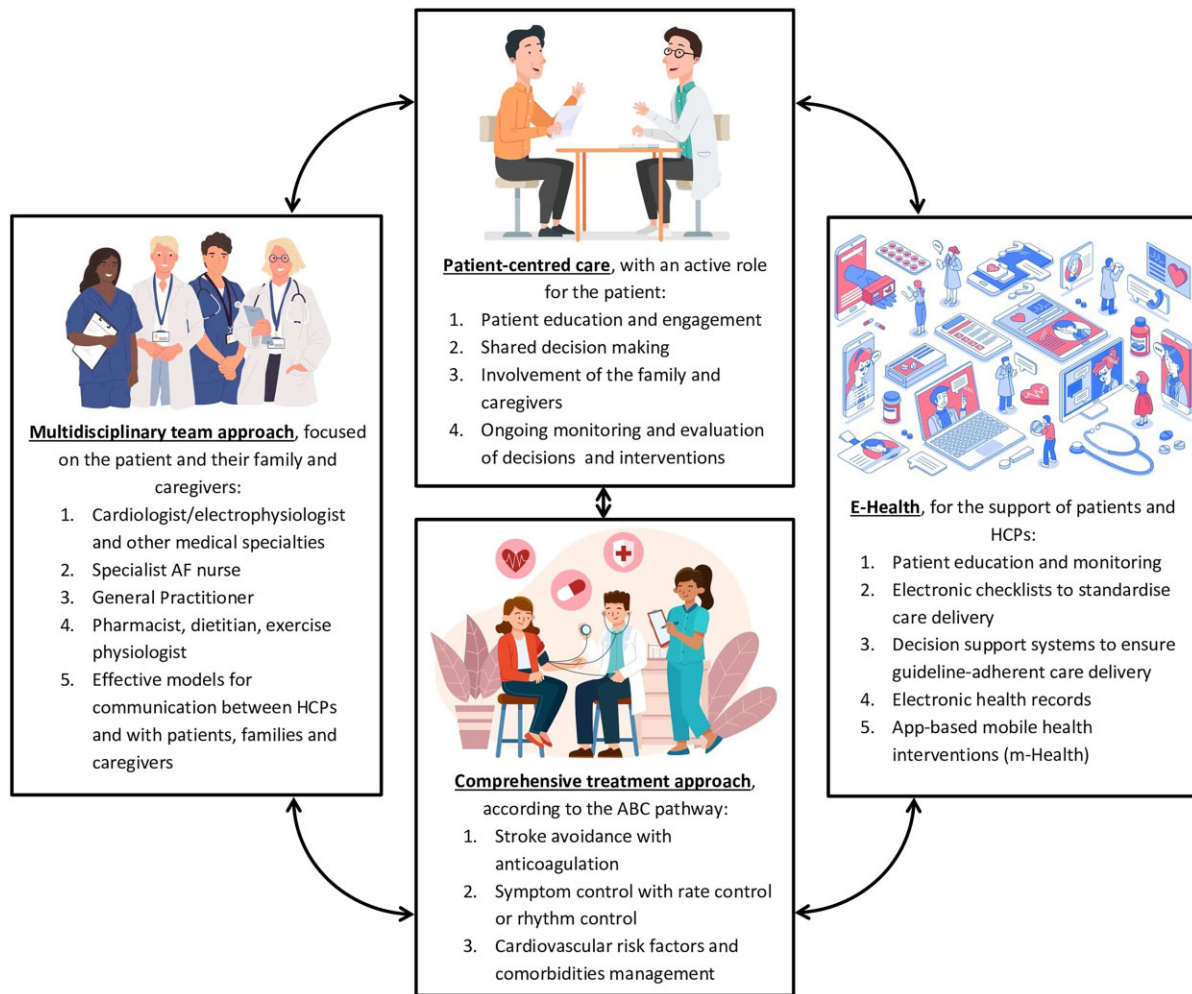 Patient-centred care, with an active role
for the patient:
1. Patient education and engagement
2. Shared decision making
3. Involvement of the family and
caregivers
4. Ongoing monitoring and evaluation
of decisions and interventions
Multidisciplinary team approach, focused
on the patient and their family and
caregivers:
1. Cardiologist/electrophysiologist
and other medical specialties
2. Specialist AF nurse
3. General Practitioner
4. Pharmacist, dietitian, exercise
physiologist
5. Effective models for
communication between HCPs
and with patients, families and
caregivers
E-Health, for the support of patients and
HCPs:
1. Patient education and monitoring
2. Electronic checklists to standardise
care delivery
3. Decision support systems to ensure
guideline-adherent care delivery
4. Electronic health records
5. App-based mobile health
interventions (m-Health)
Comprehensive treatment approach,
according to the ABC pathway:
1. Stroke avoidance with
anticoagulation
2. Symptom control with rate control
or rhythm control
3. Cardiovascular risk factors and
comorbidities management